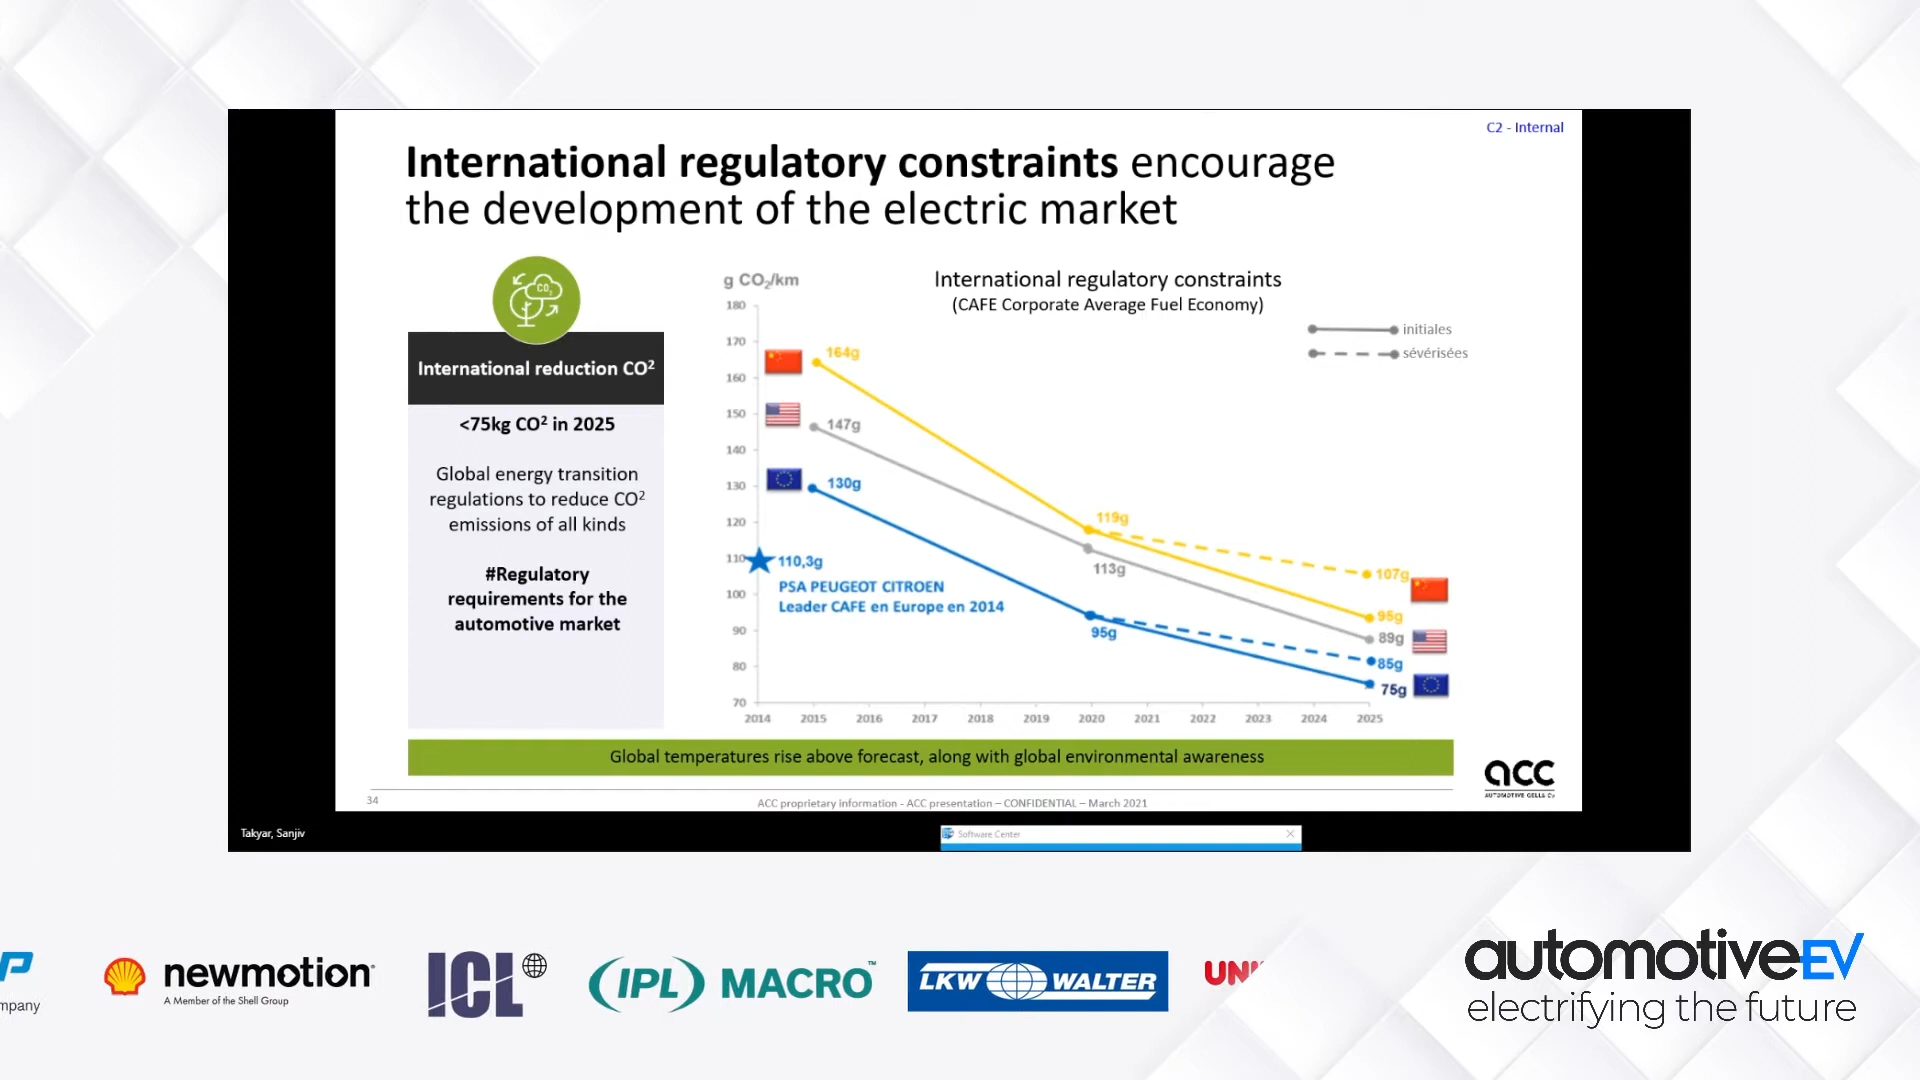 C2 - Internal
International regulatory constraints encourage
the development of the electric market
CO2
International reduction CO²
<75kg CO² in 2025
Global energy transition
regulations to reduce CO²
emissions of all kinds
#Regulatory
requirements for the
automotive market
g CO₂/km
International regulatory constraints
(CAFE Corporate Average Fuel Economy)
initiales
sévérisées
180
170
160
150
140
130
120
110
100
90
80
70
164g
147g
130g
110,3g
PSA PEUGEOT CITROEN
Leader CAFE en Europe en 2014
119g
113g
95g
107g
95g
89g
85g
75g
2014 2015 2016 2017 2018 2019 2020 2021 2022 2023 2024 2025
Global temperatures rise above forecast, along with global environmental awareness
acc
AUTOMOTIVE CELLS Co
34
ACC proprietary information - ACC presentation – CONFIDENTIAL – March 2021
Takyar, Sanjiv
Software Center
newmotion
A Member of the Shell Group
ICL
(IPL) MACRO™
LKW WALTER
automotiveEV
electrifying the future